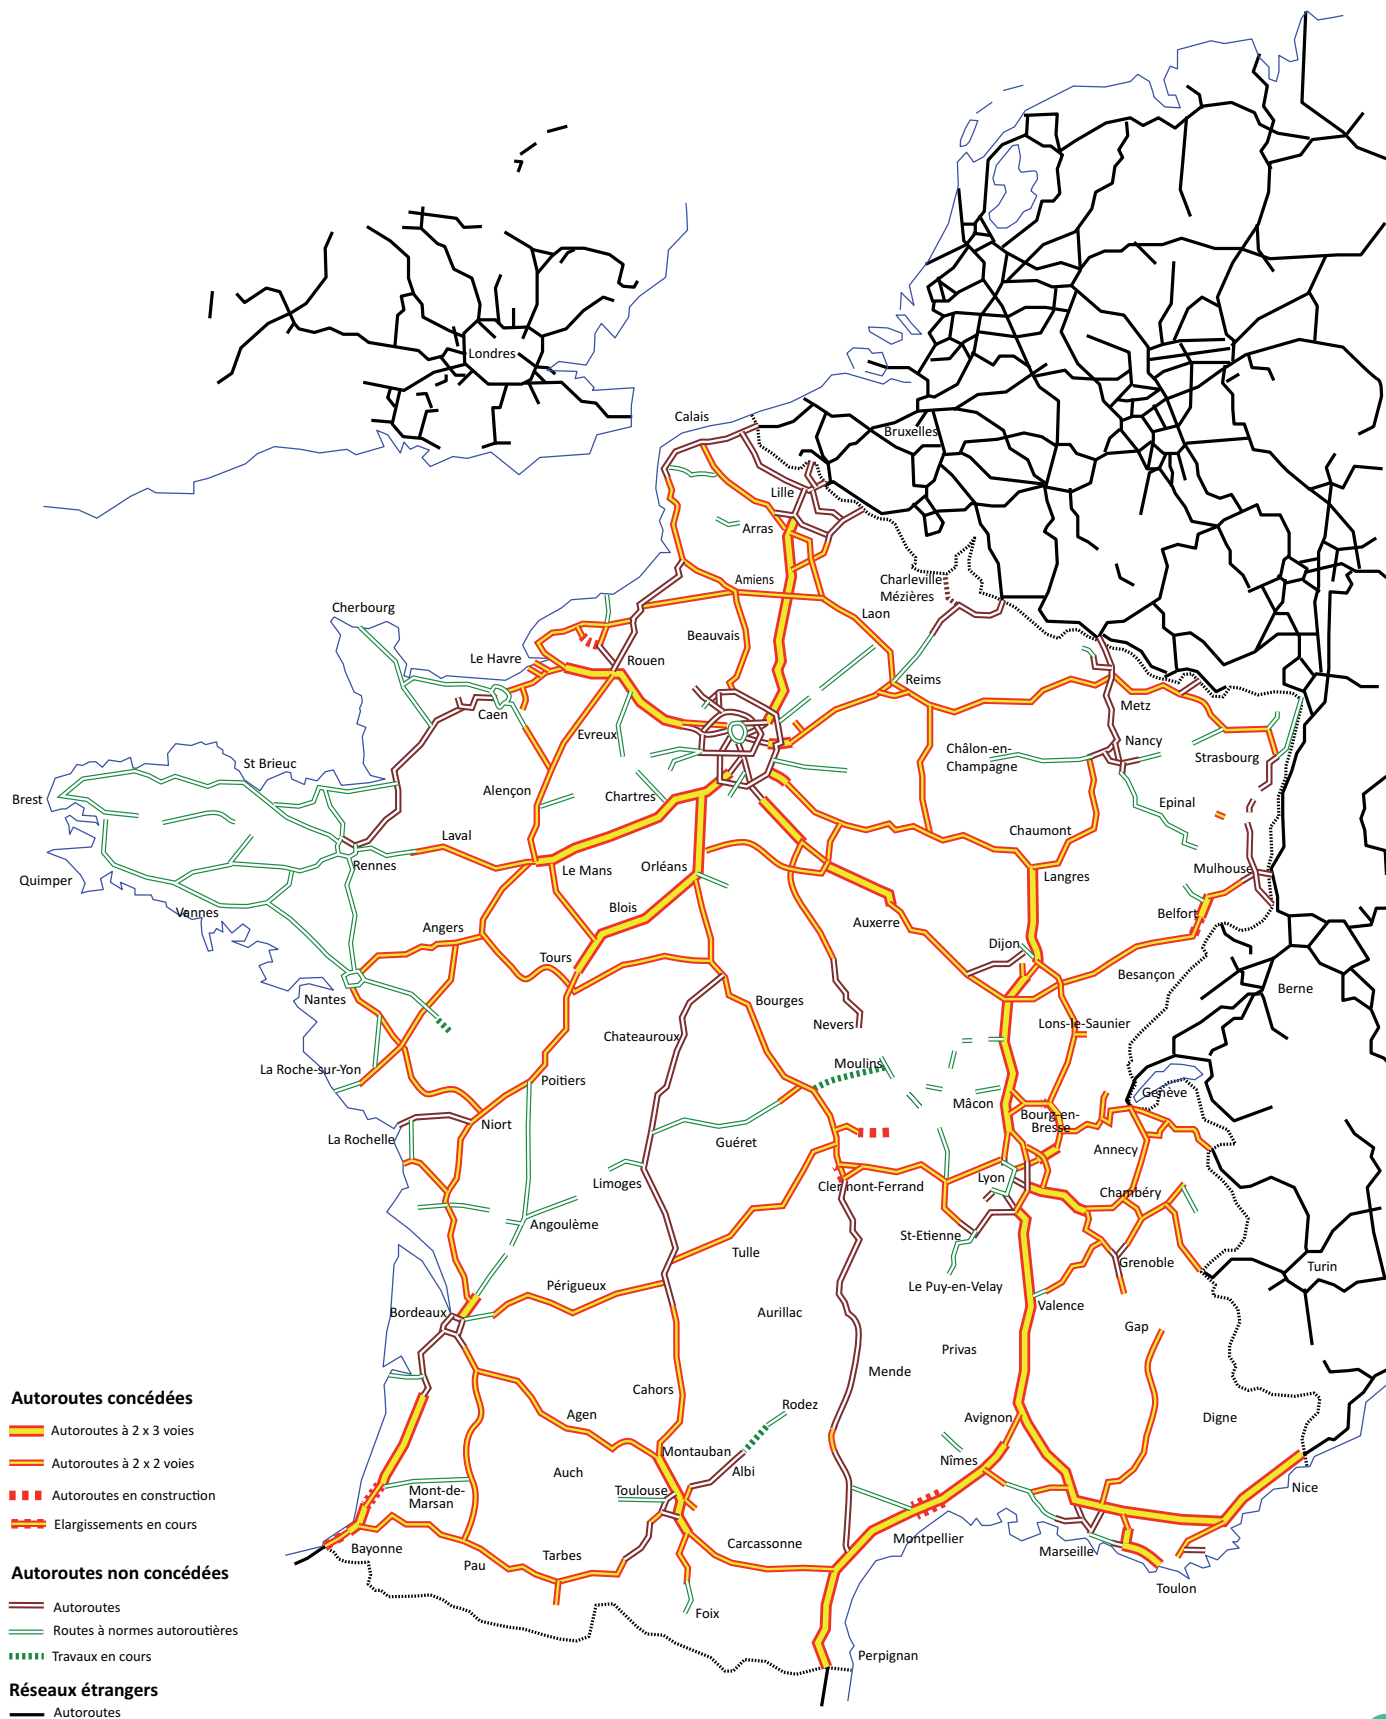 Londres
Calais
Bruxelles
Lille
Arras
Amiens
Charleville
Mézières
Laon
Cherbourg
Beauvais
Le Havre
Rouen
Reims
Caen
Metz
Evreux
Nancy
Châlon-en-
Champagne
Strasbourg
St Brieuc
Alençon
Chartres
Brest
Epinal
Laval
Chaumont
Rennes
Le Mans
Orléans
Mulhouse
Langres
Quimper
Vannes
Blois
Belfort
Angers
Auxerre
Dijon
Tours
Besançon
Nantes
Bourges
Berne
Nevers
Lons-le-Saunier
Chateauroux
Moulins
La Roche-sur-Yon
Poitiers
Genève
Mâcon
Bourg-en-
Bresse
Niort
La Rochelle
Guéret
Annecy
Limoges
Clermont-Ferrand
Lyon
Chambéry
Angoulême
St-Etienne
Tulle
Grenoble
Turin
Périgueux
Le Puy-en-Velay
Bordeaux
Aurillac
Valence
Gap
Privas
Mende
Cahors
Rodez
Agen
Avignon
Digne
Montauban
Albi
Nîmes
Auch
Toulouse
Mont-de-
Marsan
Nice
Bayonne
Carcassonne
Montpellier
Marseille
Tarbes
Pau
Toulon
Foix
Perpignan
Autoroutes concédées
Autoroutes à 2 x 3 voies
Autoroutes à 2 x 2 voies
Autoroutes en construction
Elargissements en cours
Autoroutes non concédées
Autoroutes
Routes à normes autoroutières
Travaux en cours
Réseaux étrangers
Autoroutes